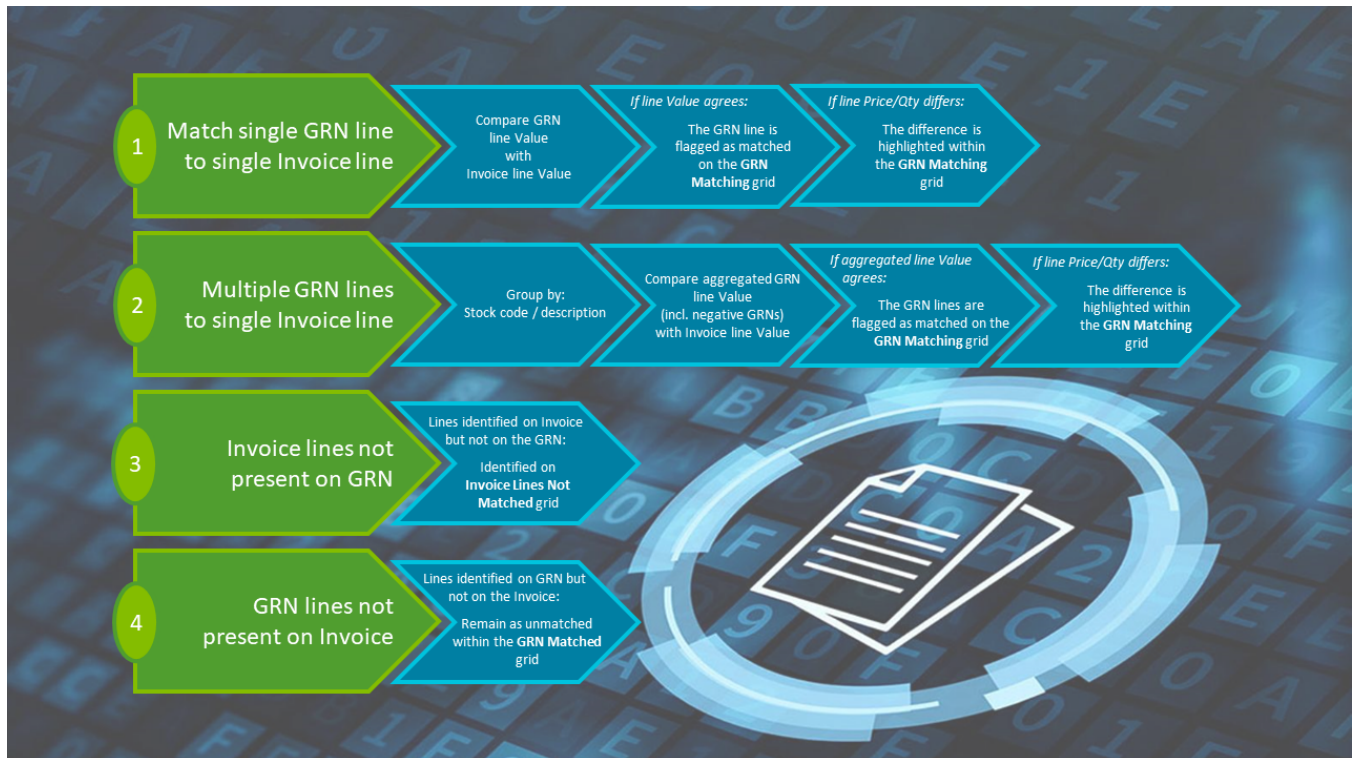 1
Match single GRN line
to single Invoice line
Compare GRN
line Value
with
Invoice line Value
If line Value agrees:
The GRN line is
flagged as matched
on the GRN
Matching grid
If line Price/Qty differs:
The difference is
highlighted within
the GRN Matching
grid
2
Multiple GRN lines
to single Invoice line
Group by:
Stock code / description
Compare aggregated GRN
line Value
(incl. negative GRNs)
with Invoice line Value
If aggregated line Value
agrees:
The GRN lines are
flagged as matched on the
GRN Matching grid
If line Price/Qty differs:
The difference is
highlighted within
the GRN Matching
grid
3
Invoice lines not
present on GRN
Lines identified on Invoice
but not on the GRN:
Identified on
Invoice Lines Not
Matched grid
4
GRN lines not
present on Invoice
Lines identified on GRN but
not on the Invoice:
Remain as unmatched
within the GRN Matched
grid